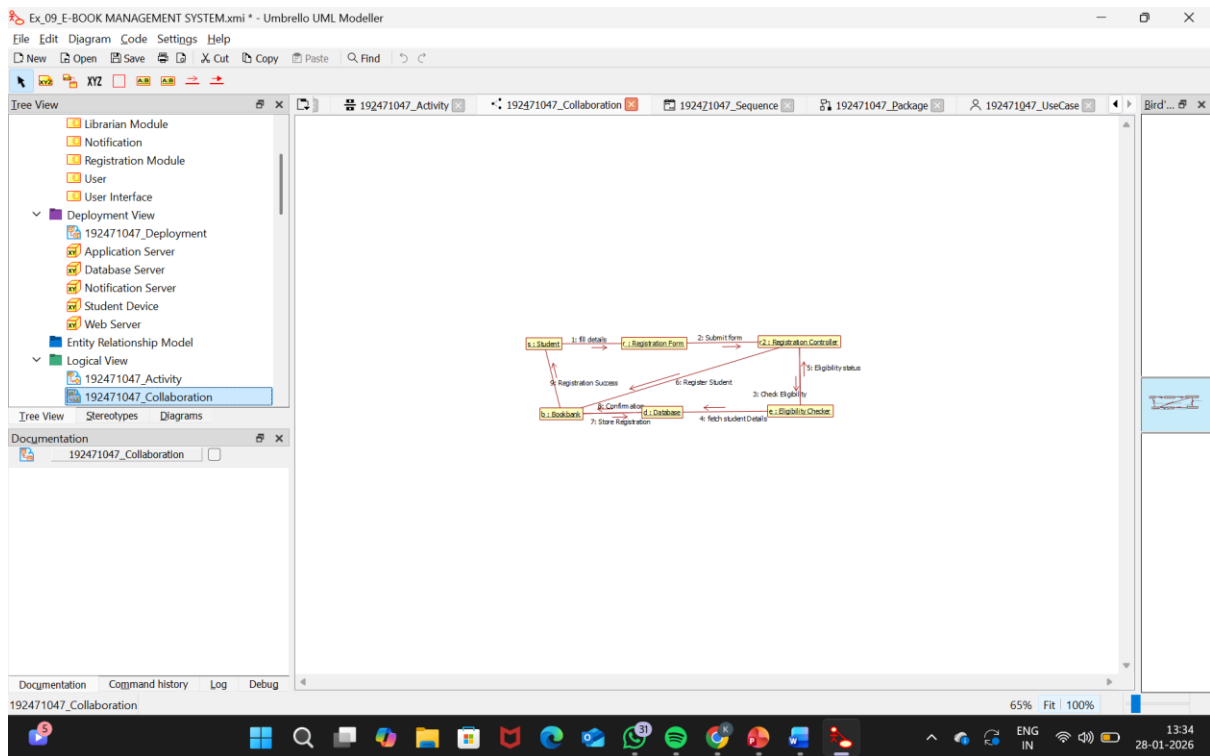 Ex_09_E-BOOK MANAGEMENT SYSTEM.xmi * - Umbrello UML Modeller
File Edit Diagram Code Settings Help
New Open Save Cut Copy Paste Find
XYZ
Tree View
192471047_Activity 192471047_Collaboration 192471047_Sequence 192471047_Package 192471047_UseCase
Bird'...
Librarian Module
Notification
Registration Module
User
User Interface
Deployment View
192471047_Deployment
Application Server
Database Server
Notification Server
Student Device
Web Server
Entity Relationship Model
Logical View
192471047_Activity
192471047_Collaboration
Tree View Stereotypes Diagrams
Documentation
192471047_Collaboration
s : Student
1: fill details
r : Registration Form
2: Submit form
r2 : Registration Controller
5: Eligibility status
9: Registration Success
6: Register Student
3: Check Eligibility
b : Bookbank
8: Confirmation
7: Store Registration
d : Database
4: fetch student Details
e : Eligibility Checker
Documentation Command history Log Debug
192471047_Collaboration
65% Fit 100%
5
31
K
ENG
IN
13:34
28-01-2026